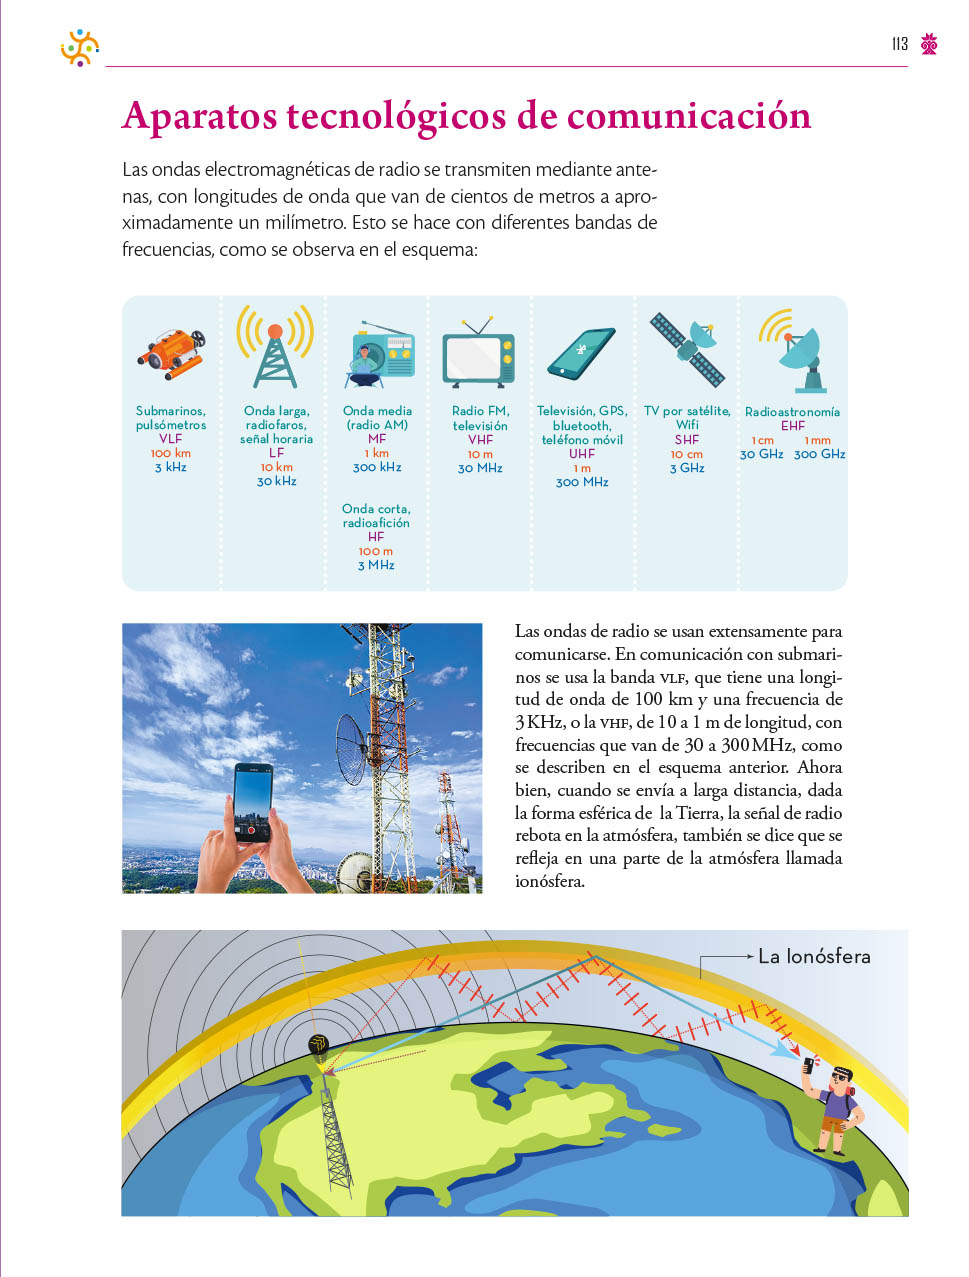 113
Aparatos tecnológicos de comunicación
Las ondas electromagnéticas de radio se transmiten mediante ante-
nas, con longitudes de onda que van de cientos de metros a apro-
ximadamente un milímetro. Esto se hace con diferentes bandas de
frecuencias, como se observa en el esquema:
Submarinos,
pulsómetros
VLF
100 km
3 kHz
Onda larga,
radiofaros,
señal horaria
LF
10 km
30 kHz
Onda media
(radio AM)
MF
1 km
300 kHz
Onda corta,
radioafición
HF
100 m
3 MHz
Radio FM,
televisión
VHF
10 m
30 MHz
Televisión, GPS,
bluetooth,
teléfono móvil
UHF
1 m
300 MHz
TV por satélite,
Wifi
SHF
10 cm
3 GHz
Radioastronomía
EHF
1 cm 1 mm
30 GHz 300 GHz
Las ondas de radio se usan extensamente para
comunicarse. En comunicación con submari-
nos se usa la banda VLF, que tiene una longi-
tud de onda de 100 km y una frecuencia de
3 KHz, o la VHF, de 10 a 1 m de longitud, con
frecuencias que van de 30 a 300 MHz, como
se describen en el esquema anterior. Ahora
bien, cuando se envía a larga distancia, dada
la forma esférica de la Tierra, la señal de radio
rebota en la atmósfera, también se dice que se
refleja en una parte de la atmósfera llamada
ionósfera.
La Ionósfera